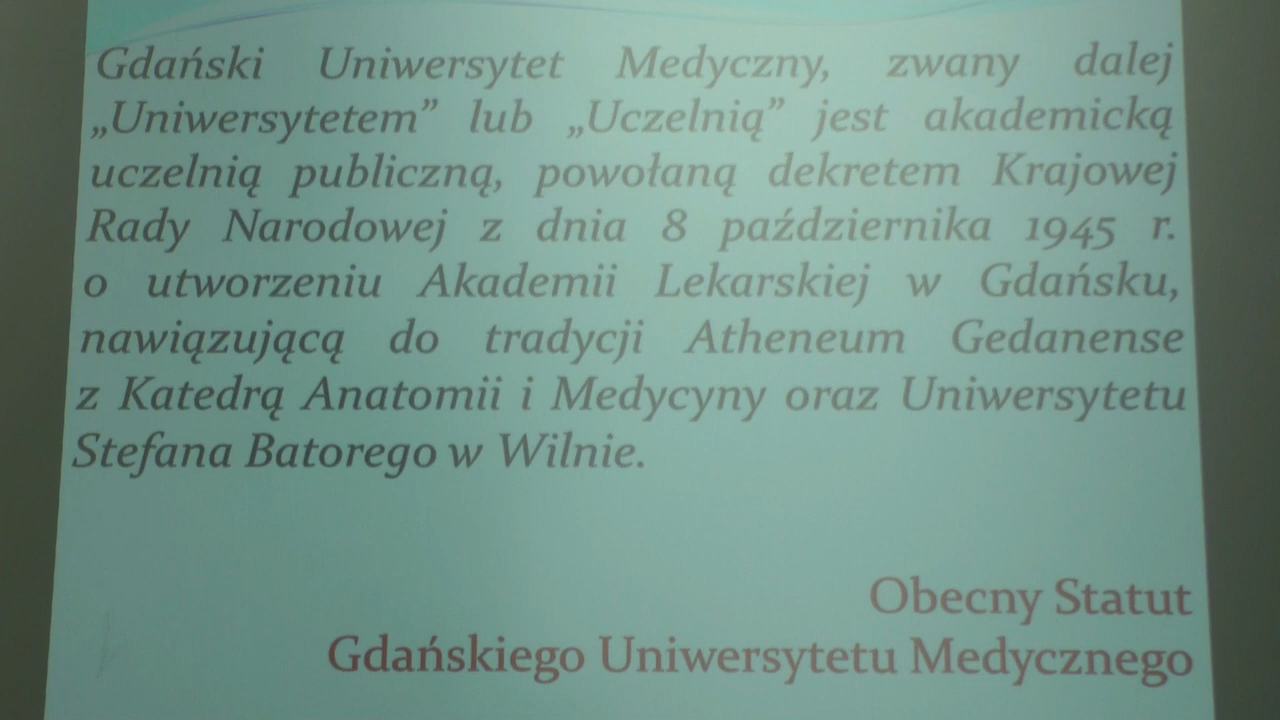 Gdański Uniwersytet Medyczny, zwany dalej
„Uniwersytetem” lub „Uczelnią” jest akademicką
uczelnią publiczną, powołaną dekretem Krajowej
Rady Narodowej z dnia 8 października 1945 r.
o utworzeniu Akademii Lekarskiej w Gdańsku,
nawiązującą do tradycji Atheneum Gedanense
z Katedrą Anatomii i Medycyny oraz Uniwersytetu
Stefana Batorego w Wilnie.
Obecny Statut
Gdańskiego Uniwersytetu Medycznego